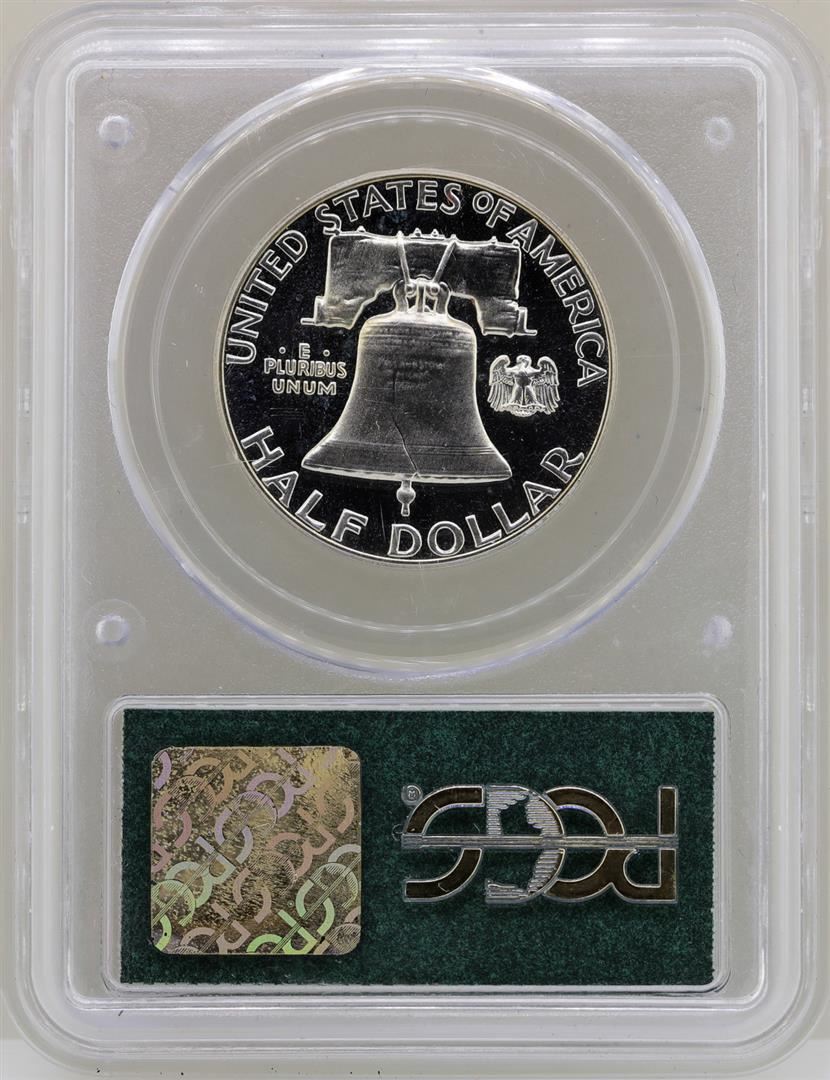 UNITED STATES OF AMERICA
· E ·
PLURIBUS
UNUM
HALF DOLLAR
PCGS